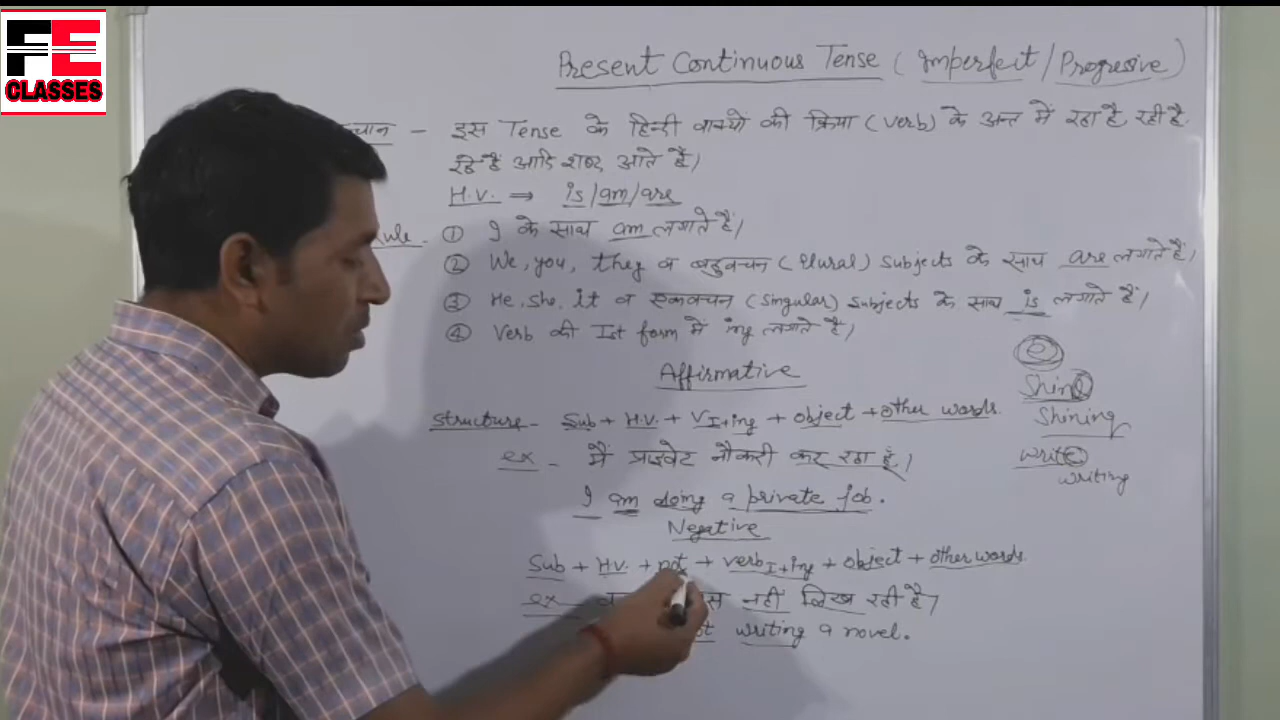 FE
CLASSES
Present Continuous Tense (Imperfect/Progresive)
चान - इस Tense के हिन्दी वाक्यो की क्रिया (Verb) के अन्त में रहा है, रही है,
रहे है आदि शब्द आते है।
H.V. ⇒ is/am/are
Rule - ① I के साथ am लगाते हैं।
② We, you, they व बहुवचन (Plural) Subjects के साथ are लगाते हैं।
③ He, She, it व एकवचन (Singular) Subjects के साथ is लगाते हैं।
④ Verb की Ist form में ing लगाते हैं।
e
Affirmative
Shine
Structure - Sub + H.V. + V I+ing + object + other words.
Shining
ex - मैं प्राइवेट नौकरी कर रहा हूँ।
write
writing
I am doing a private job.
Negative
Sub + H.V. + not + verb I+ing + object + other words.
ex नहीं लिख रही है।
writing a novel.